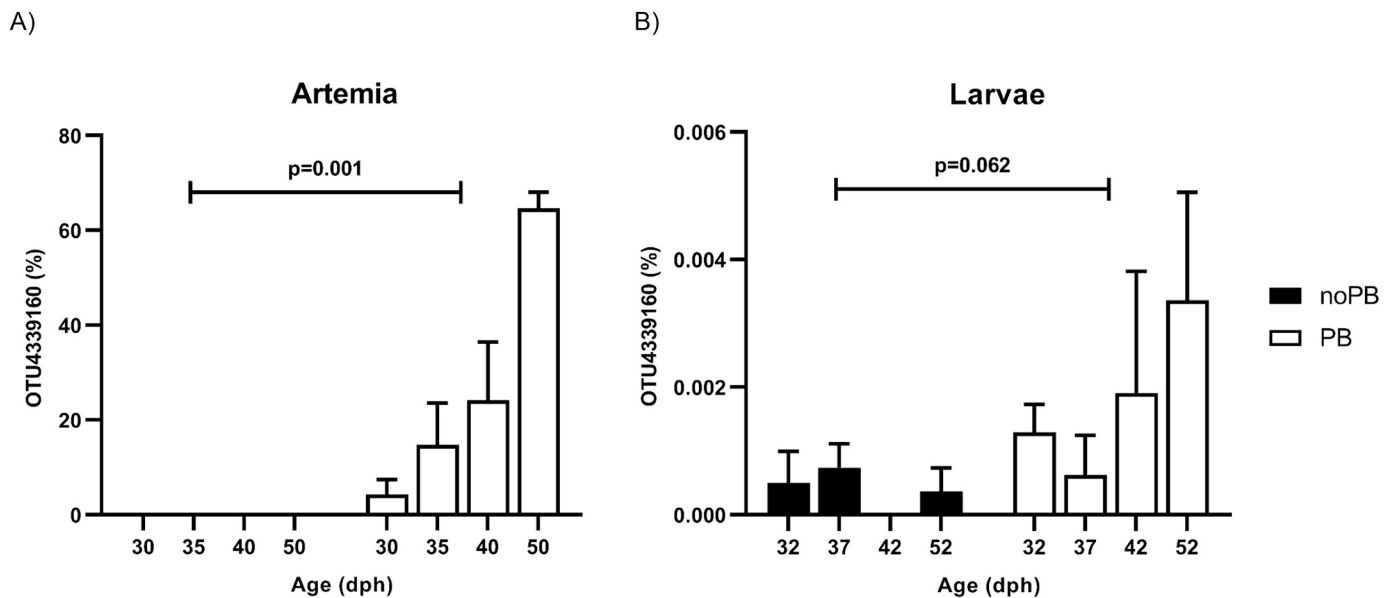 A)
Artemia
p=0.001
OTU4339160 (%)
80
60
40
20
0
30 35 40 50 30 35 40 50
Age (dph)
B)
Larvae
p=0.062
OTU4339160 (%)
0.006
0.004
0.002
0.000
32 37 42 52 32 37 42 52
Age (dph)
noPB
PB